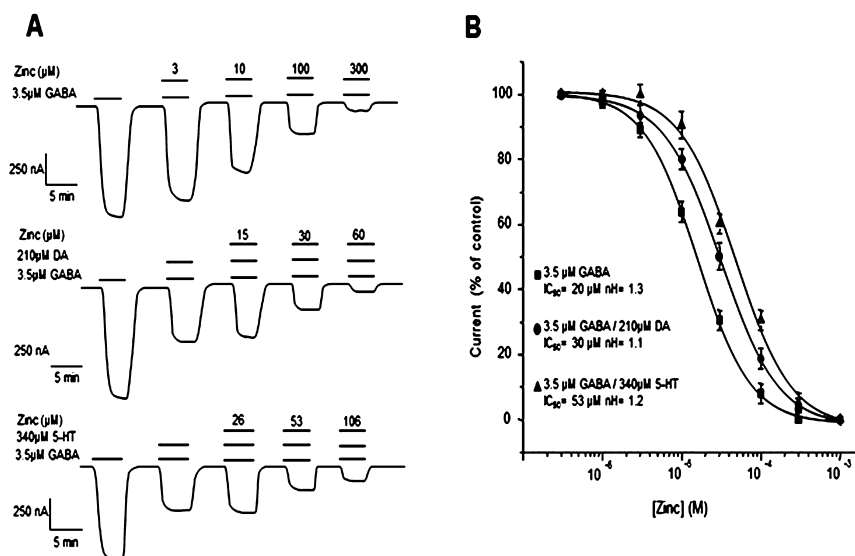 A
Zinc (µM) 3 10 100 300
3.5µM GABA
250 nA
5 min
Zinc (µM) 15 30 60
210µM DA
3.5µM GABA
250 nA
5 min
Zinc (µM) 26 53 106
340µM 5-HT
3.5µM GABA
250 nA
5 min
B
Current (% of control)
100
80
60
40
20
0
3.5 µM GABA
IC50= 20 µM nH= 1.3
3.5 µM GABA / 210µM DA
IC50= 30 µM nH= 1.1
3.5 µM GABA / 340µM 5-HT
IC50= 53 µM nH= 1.2
10-6 10-5 10-4 10-3
[Zinc] (M)